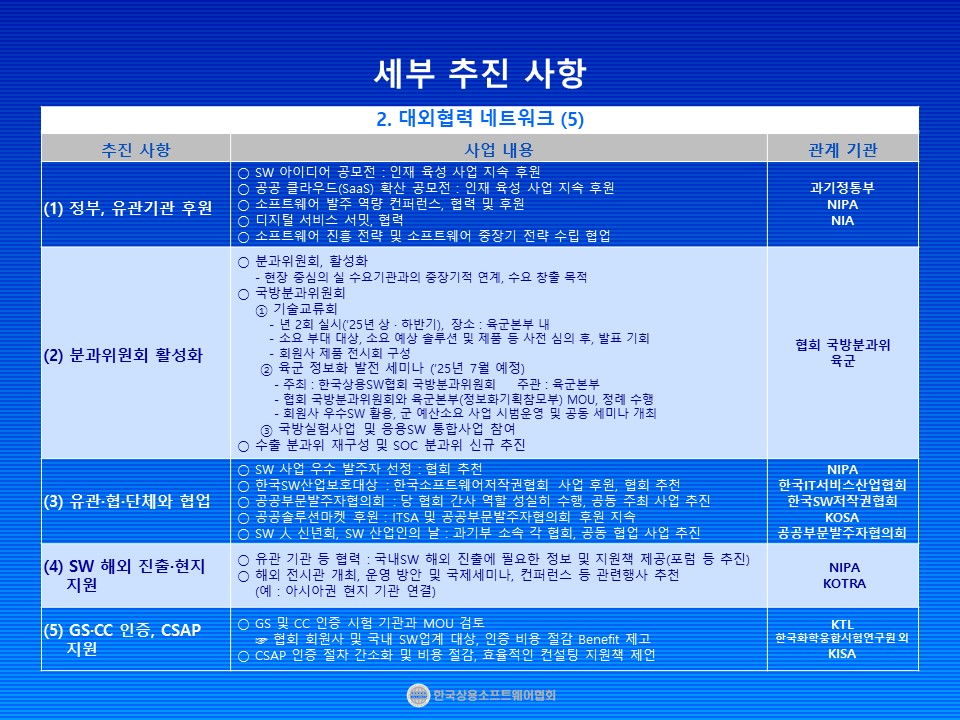 세부 추진 사항
2. 대외협력 네트워크 (5)
추진 사항 사업 내용 관계 기관
(1) 정부, 유관기관 후원
○ SW 아이디어 공모전 : 인재 육성 사업 지속 후원
○ 공공 클라우드(SaaS) 확산 공모전 : 인재 육성 사업 지속 후원
○ 소프트웨어 발주 역량 컨퍼런스, 협력 및 후원
○ 디지털 서비스 서밋, 협력
○ 소프트웨어 진흥 전략 및 소프트웨어 중장기 전략 수립 협업
과기정통부
NIPA
NIA
(2) 분과위원회 활성화
○ 분과위원회, 활성화
- 현장 중심의 실 수요기관과의 중장기적 연계, 수요 창출 목적
○ 국방분과위원회
① 기술교류회
- 년 2회 실시('25년 상 · 하반기), 장소 : 육군본부 내
- 소요 부대 대상, 소요 예상 솔루션 및 제품 등 사전 심의 후, 발표 기회
- 회원사 제품 전시회 구성
② 육군 정보화 발전 세미나 ('25년 7월 예정)
- 주최 : 한국상용SW협회 국방분과위원회 주관 : 육군본부
- 협회 국방분과위원회와 육군본부(정보화기획참모부) MOU, 정례 수행
- 회원사 우수SW 활용, 군 예산소요 사업 시범운영 및 공동 세미나 개최
③ 국방실험사업 및 응용SW 통합사업 참여
○ 수출 분과위 재구성 및 SOC 분과위 신규 추진
협회 국방분과위
육군
(3) 유관·협·단체와 협업
○ SW 사업 우수 발주자 선정 : 협회 추천
○ 한국SW산업보호대상 : 한국소프트웨어저작권협회 사업 후원, 협회 추천
○ 공공부문발주자협의회 : 당 협회 간사 역할 성실히 수행, 공동 주최 사업 추진
○ 공공솔루션마켓 후원 : ITSA 및 공공부문발주자협의회 후원 지속
○ SW 人 신년회, SW 산업인의 날 : 과기부 소속 각 협회, 공동 협업 사업 추진
NIPA
한국IT서비스산업협회
한국SW저작권협회
KOSA
공공부문발주자협의회
(4) SW 해외 진출·현지
지원
○ 유관 기관 등 협력 : 국내SW 해외 진출에 필요한 정보 및 지원책 제공(포럼 등 추진)
○ 해외 전시관 개최, 운영 방안 및 국제세미나, 컨퍼런스 등 관련행사 추천
(예 : 아시아권 현지 기관 연결)
NIPA
KOTRA
(5) GS·CC 인증, CSAP
지원
○ GS 및 CC 인증 시험 기관과 MOU 검토
☞ 협회 회원사 및 국내 SW업계 대상, 인증 비용 절감 Benefit 제고
○ CSAP 인증 절차 간소화 및 비용 절감, 효율적인 컨설팅 지원책 제언
KTL
한국화학융합시험연구원 외
KISA
한국상용소프트웨어협회